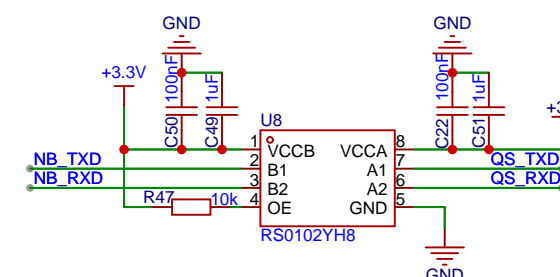 GND
GND
+3.3V
C50 100nF
C49 1uF
C22 100nF
C51 1uF
+3
U8
1 VCCB VCCA 8
NB_TXD 2 B1 A1 7 QS_TXD
NB_RXD 3 B2 A2 6 QS_RXD
R47 10k 4 OE GND 5
RS0102YH8
GND